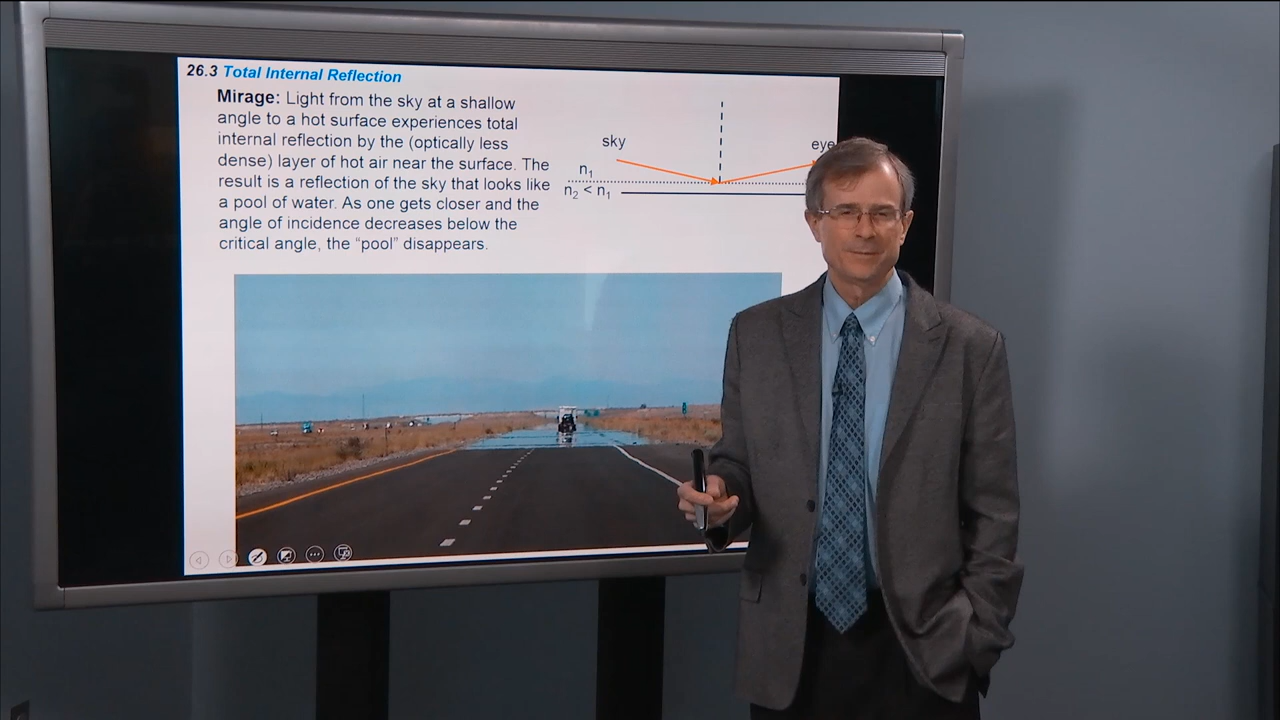 26.3 Total Internal Reflection
Mirage: Light from the sky at a shallow
angle to a hot surface experiences total
internal reflection by the (optically less
dense) layer of hot air near the surface. The
result is a reflection of the sky that looks like
a pool of water. As one gets closer and the
angle of incidence decreases below the
critical angle, the “pool” disappears.
sky
eye
n₁
n₂ < n₁